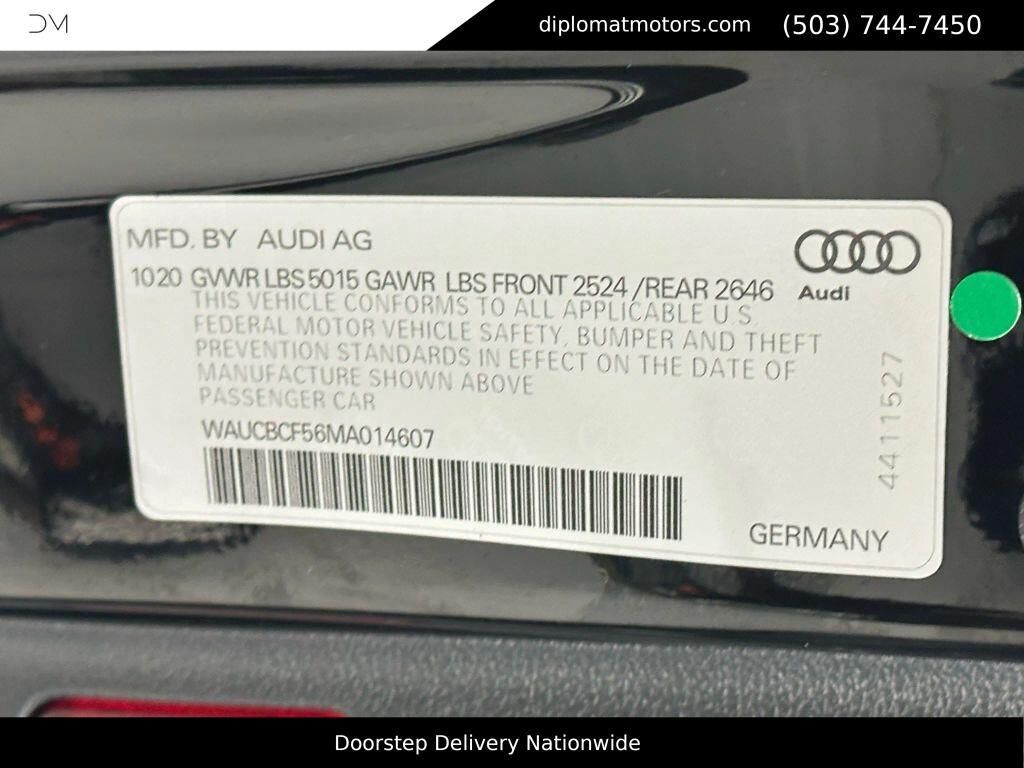 DM
diplomatmotors.com (503) 744-7450
MFD. BY AUDI AG
1020 GVWR LBS 5015 GAWR LBS FRONT 2524 /REAR 2646
Audi
THIS VEHICLE CONFORMS TO ALL APPLICABLE U.S.
FEDERAL MOTOR VEHICLE SAFETY, BUMPER AND THEFT
PREVENTION STANDARDS IN EFFECT ON THE DATE OF
MANUFACTURE SHOWN ABOVE
PASSENGER CAR
WAUCBCF56MA014607
4411527
GERMANY
Doorstep Delivery Nationwide